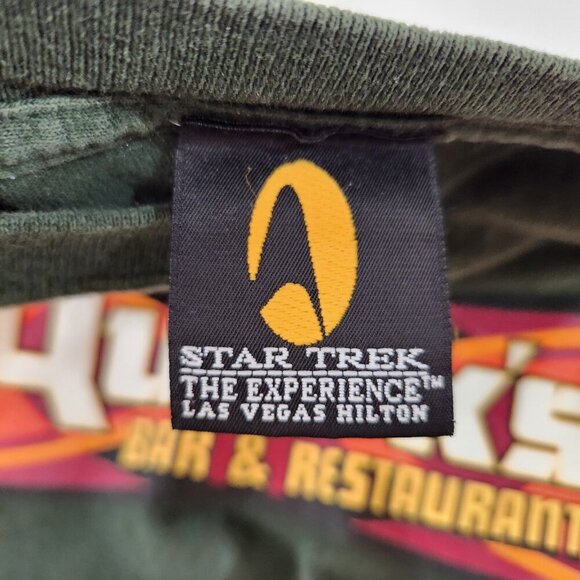 STAR TREK
THE EXPERIENCE™
LAS VEGAS HILTON
BAR & RESTAURANT